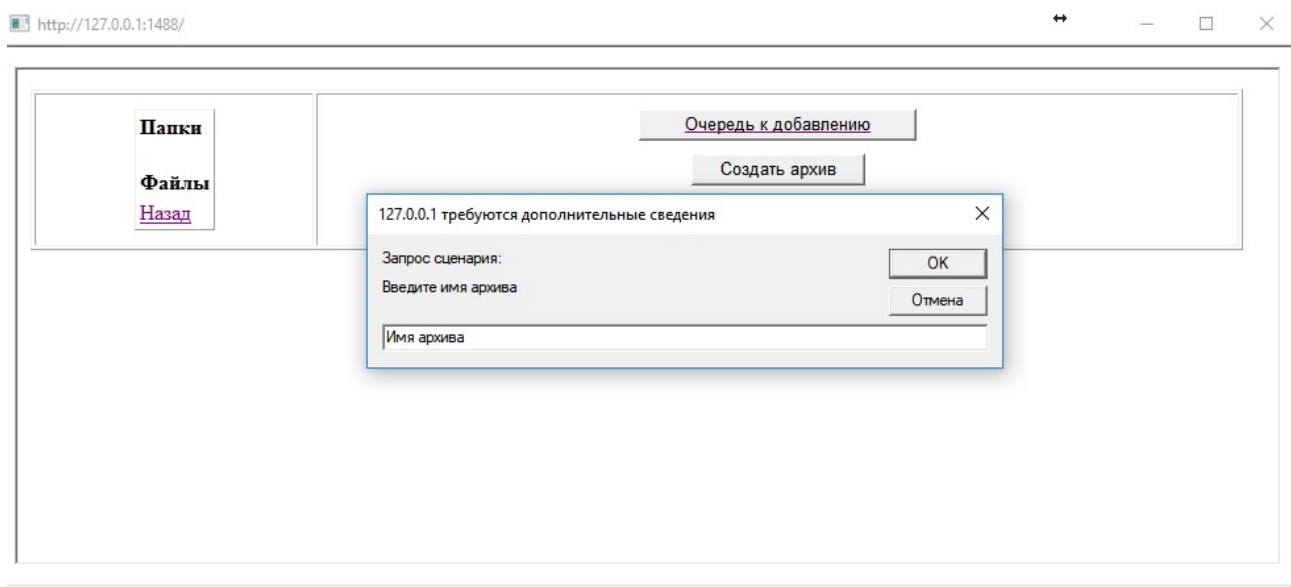 http://127.0.0.1:1488/
Папки
Файлы
Назад
Очередь к добавлению
Создать архив
127.0.0.1 требуются дополнительные сведения
Запрос сценария:
Введите имя архива
OK
Отмена
Имя архива